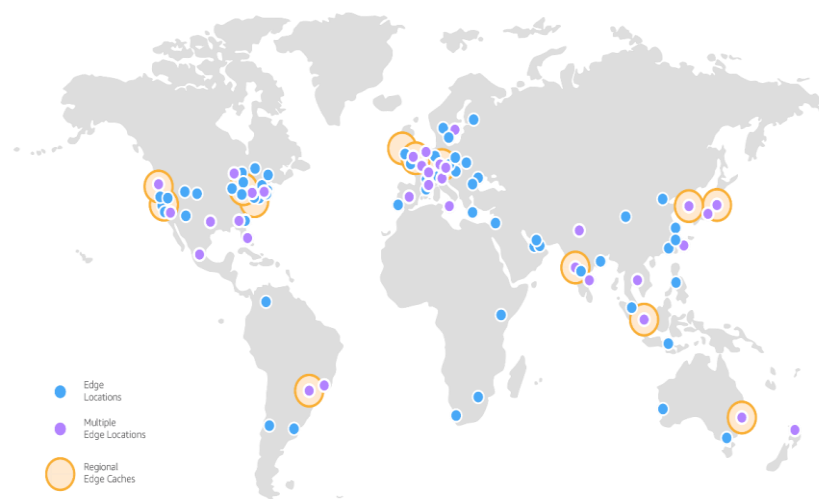 Edge
Locations
Multiple
Edge Locations
Regional
Edge Caches